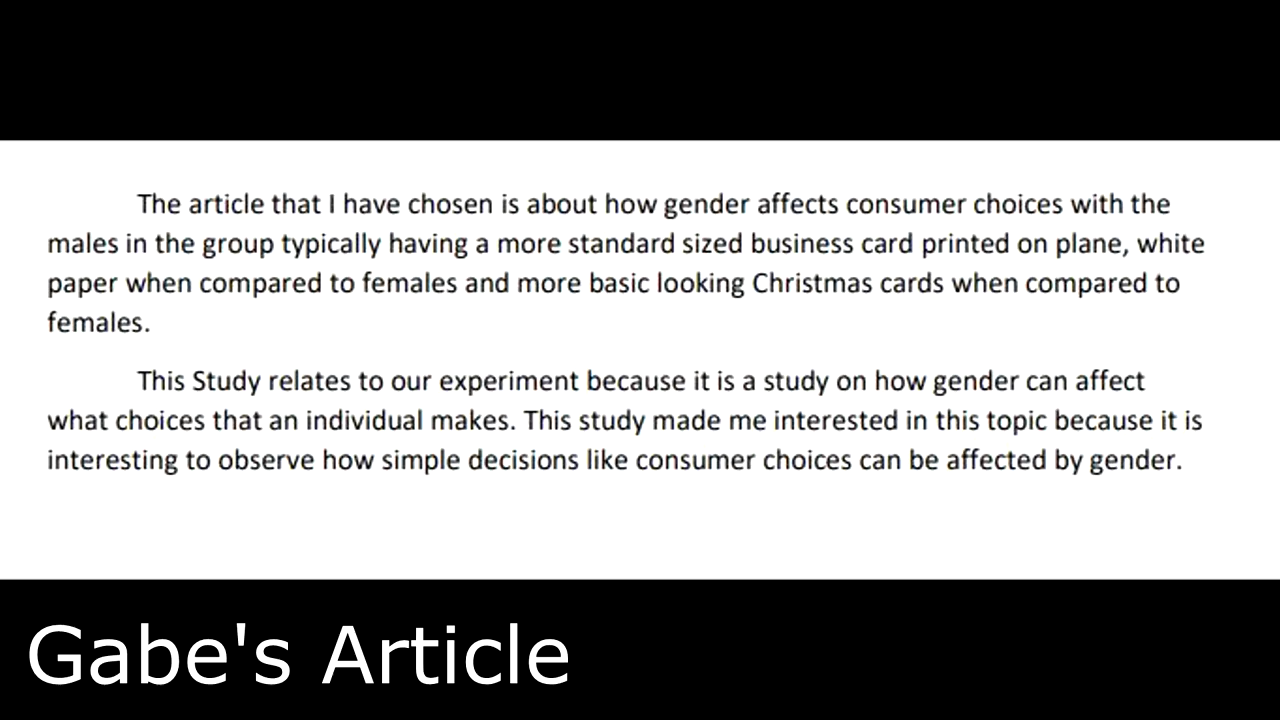 The article that I have chosen is about how gender affects consumer choices with the
males in the group typically having a more standard sized business card printed on plane, white
paper when compared to females and more basic looking Christmas cards when compared to
females.
This Study relates to our experiment because it is a study on how gender can affect
what choices that an individual makes. This study made me interested in this topic because it is
interesting to observe how simple decisions like consumer choices can be affected by gender.
Gabe's Article